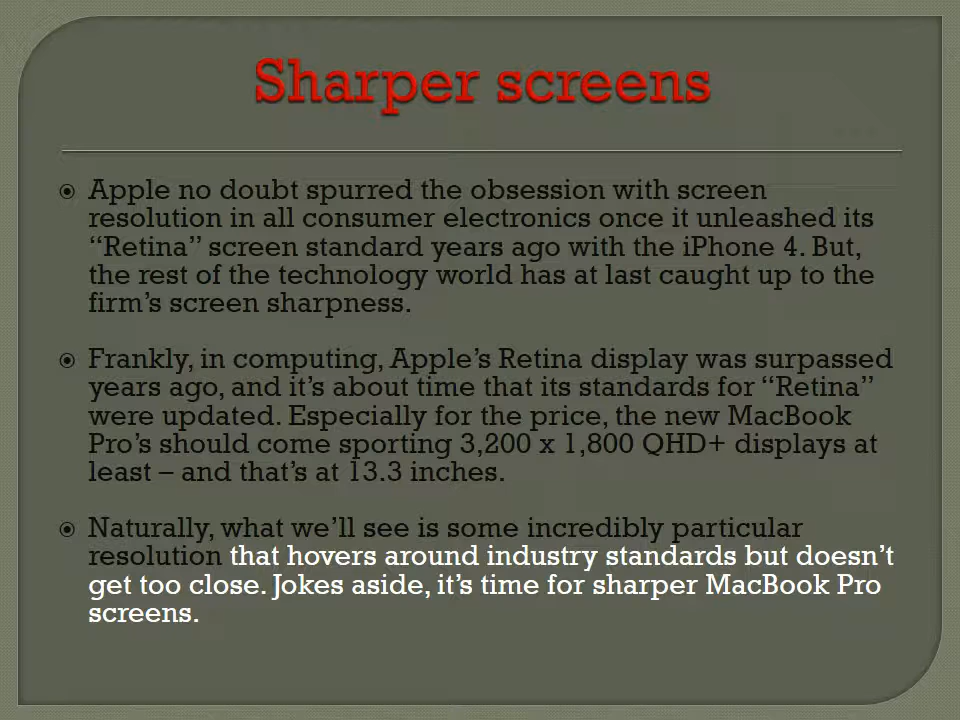 Sharper screens
Apple no doubt spurred the obsession with screen
resolution in all consumer electronics once it unleashed its
“Retina” screen standard years ago with the iPhone 4. But,
the rest of the technology world has at last caught up to the
firm’s screen sharpness.
Frankly, in computing, Apple’s Retina display was surpassed
years ago, and it’s about time that its standards for “Retina”
were updated. Especially for the price, the new MacBook
Pro’s should come sporting 3,200 x 1,800 QHD+ displays at
least – and that’s at 13.3 inches.
Naturally, what we’ll see is some incredibly particular
resolution that hovers around industry standards but doesn’t
get too close. Jokes aside, it’s time for sharper MacBook Pro
screens.